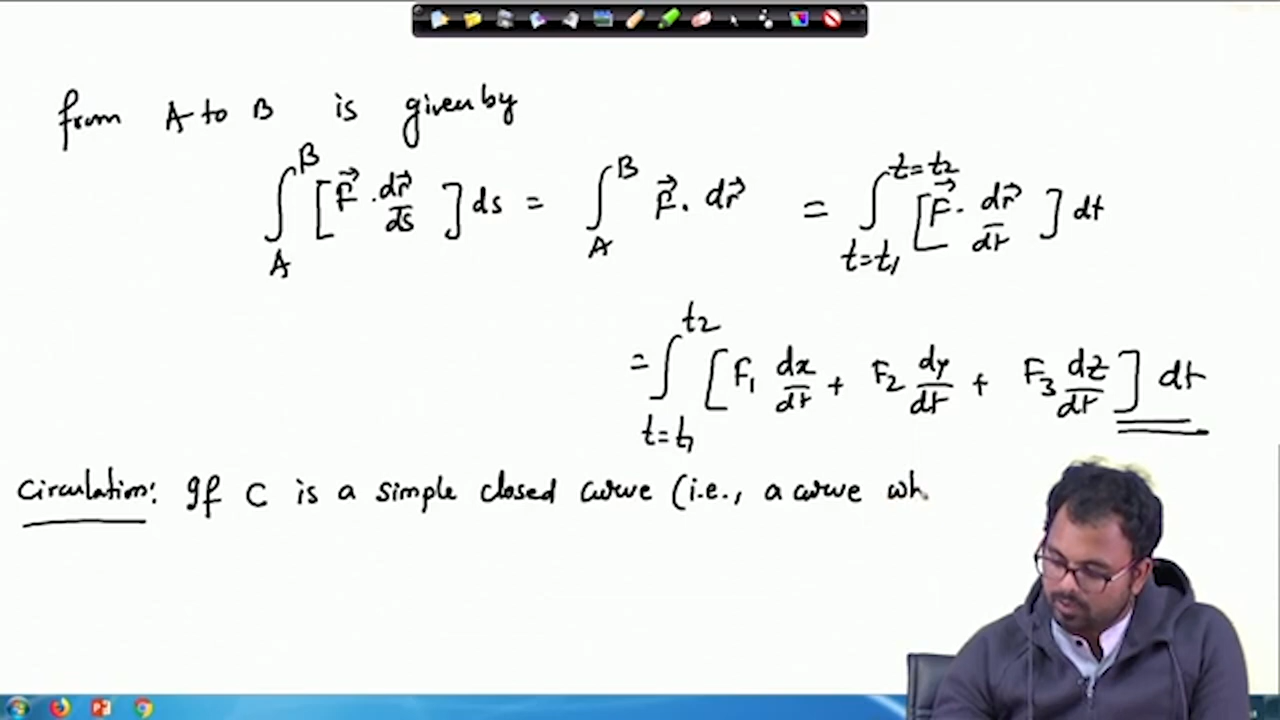 from A to B is given by
∫_A^B [F⃗ . dr⃗/ds] ds = ∫_A^B F⃗ . dr⃗ = ∫_{t=t1}^{t=t2} [F⃗ . dr⃗/dt] dt
= ∫_{t=t1}^{t2} [F1 dx/dt + F2 dy/dt + F3 dz/dt] dt
Circulation: If C is a simple closed curve (i.e., a curve wh